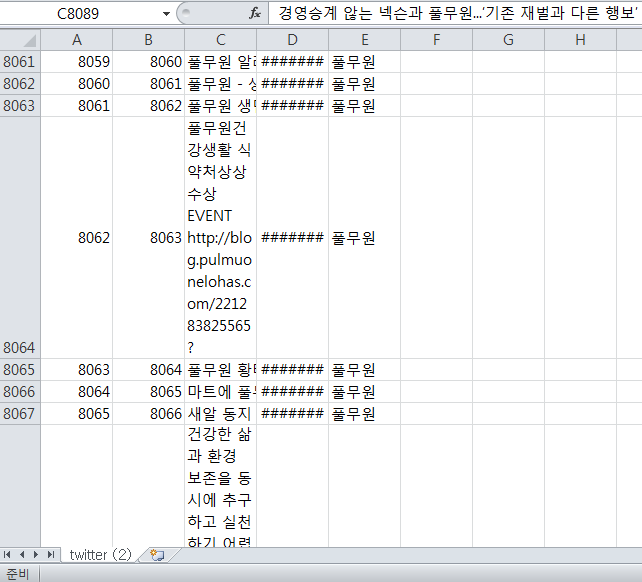 C8089 fx 경영승계 않는 넥슨과 풀무원...'기존 재벌과 다른 행보'
A B C D E F G H
8061 8059 8060 풀무원 알 ####### 풀무원
8062 8060 8061 풀무원 - ####### 풀무원
8063 8061 8062 풀무원 생 ####### 풀무원
8064 8062 8063
풀무원건
강생활 식
약처상상
수상
EVENT
http://blo
g.pulmuo
nelohas.c
om/2212
83825565
?
####### 풀무원
8065 8063 8064 풀무원 황 ####### 풀무원
8066 8064 8065 마트에 풀 ####### 풀무원
8067 8065 8066 새알 동지 ####### 풀무원
건강한 삶
과 환경
보존을 동
시에 추구
하고 실천
하기 어려
twitter (2)
준비